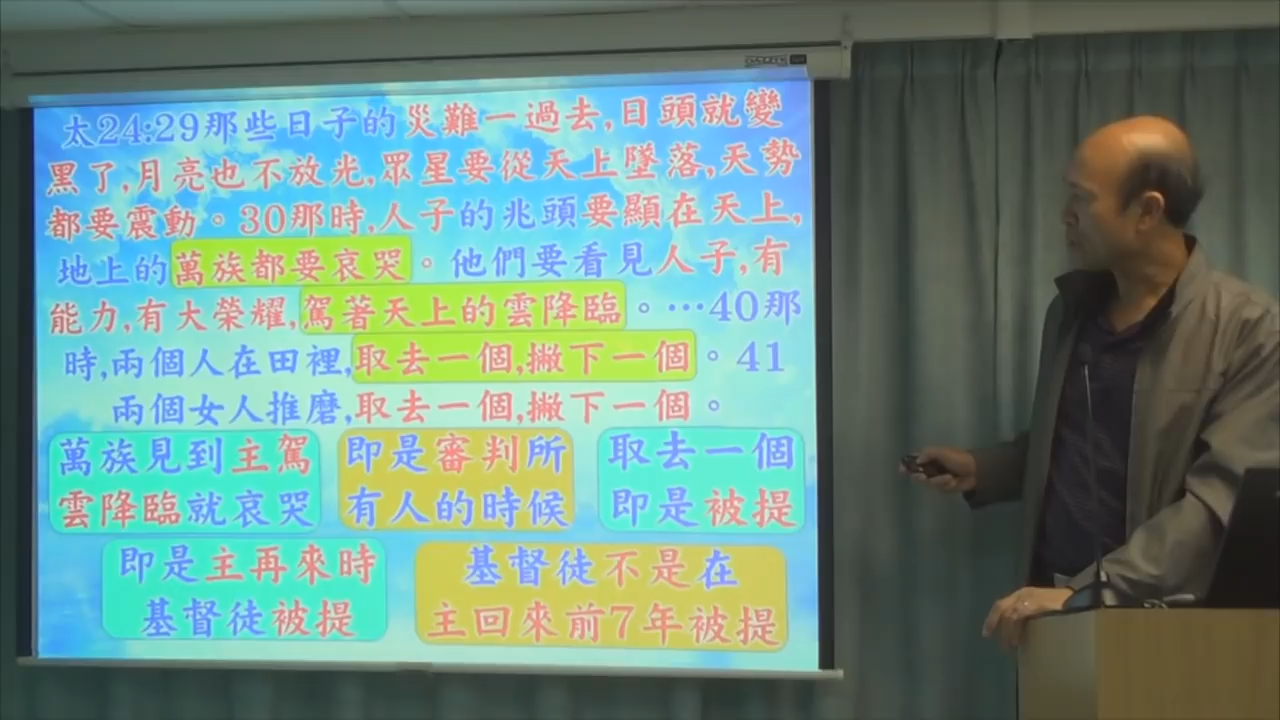 太24:29那些日子的災難一過去,日頭就變
黑了,月亮也不放光,眾星要從天上墜落,天勢
都要震動。30那時,人子的兆頭要顯在天上,
地上的萬族都要哀哭。他們要看見人子,有
能力,有大榮耀,駕著天上的雲降臨。…40那
時,兩個人在田裡,取去一個,撇下一個。41
兩個女人推磨,取去一個,撇下一個。
萬族見到主駕
雲降臨就哀哭
即是審判所
有人的時候
取去一個
即是被提
即是主再來時
基督徒被提
基督徒不是在
主回來前7年被提